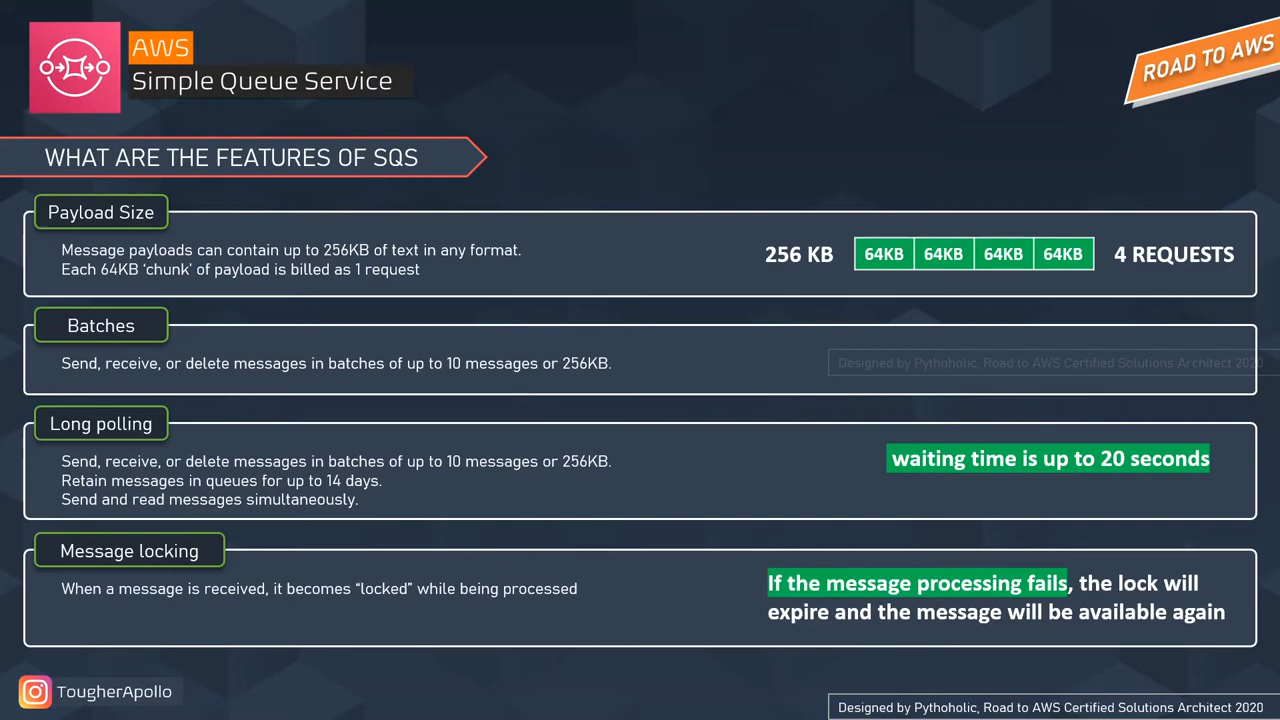 AWS
Simple Queue Service
ROAD TO AWS
WHAT ARE THE FEATURES OF SQS
Payload Size
Message payloads can contain up to 256KB of text in any format.
Each 64KB ‘chunk’ of payload is billed as 1 request
256 KB 64KB 64KB 64KB 64KB 4 REQUESTS
Batches
Send, receive, or delete messages in batches of up to 10 messages or 256KB.
Designed by Pythoholic, Road to AWS Certified Solutions Architect 2020
Long polling
Send, receive, or delete messages in batches of up to 10 messages or 256KB.
Retain messages in queues for up to 14 days.
Send and read messages simultaneously.
waiting time is up to 20 seconds
Message locking
When a message is received, it becomes “locked” while being processed
If the message processing fails, the lock will
expire and the message will be available again
TougherApollo
Designed by Pythoholic, Road to AWS Certified Solutions Architect 2020